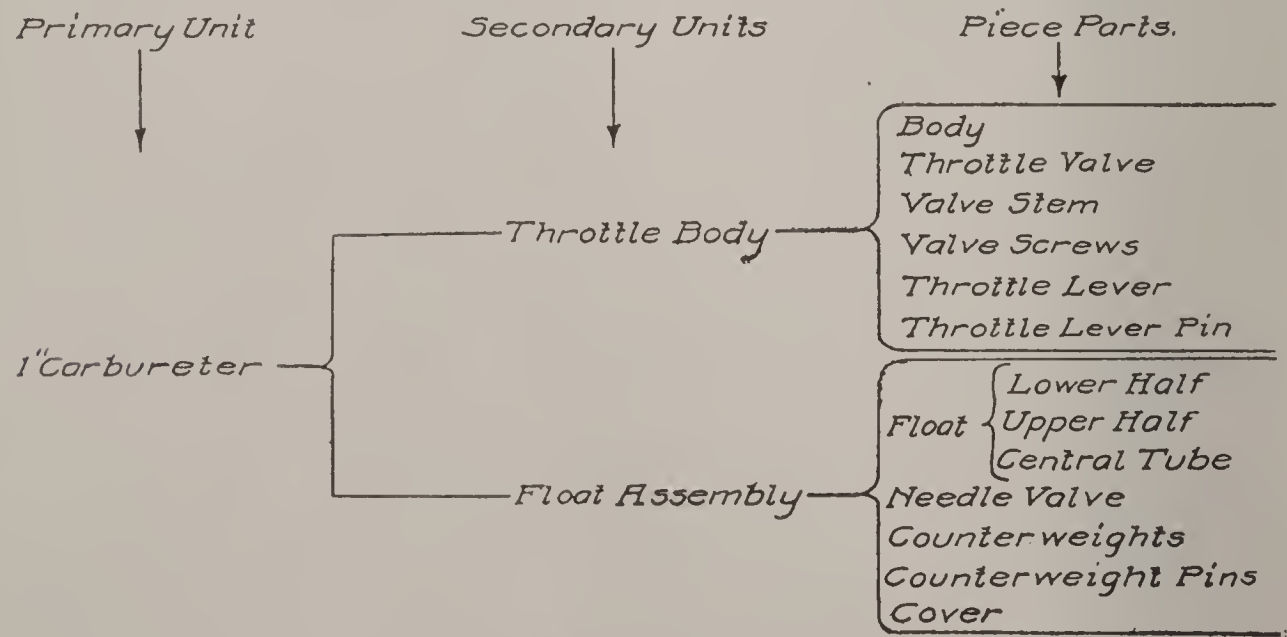 Primary Unit
Secondary Units
Piece Parts.
Body
Throttle Valve
Valve Stem
Valve Screws
Throttle Body
Throttle Lever
Throttle Lever Pin
1" Carbureter
Lower Half
Float
Upper Half
Central Tube
Float Assembly
Needle Valve
Counterweights
Counterweight Pins
Cover